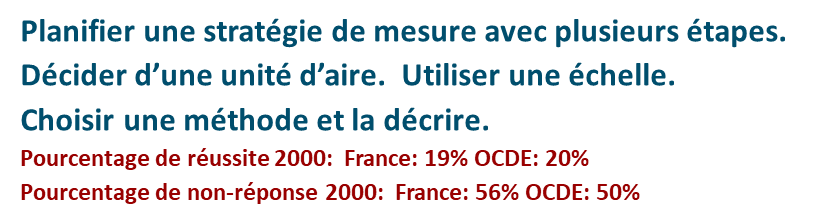 Planifier une stratégie de mesure avec plusieurs étapes.
Décider d’une unité d’aire.  Utiliser une échelle.
Choisir une méthode et la décrire.
Pourcentage de réussite 2000:  France: 19% OCDE: 20%
Pourcentage de non-réponse 2000:  France: 56% OCDE: 50%